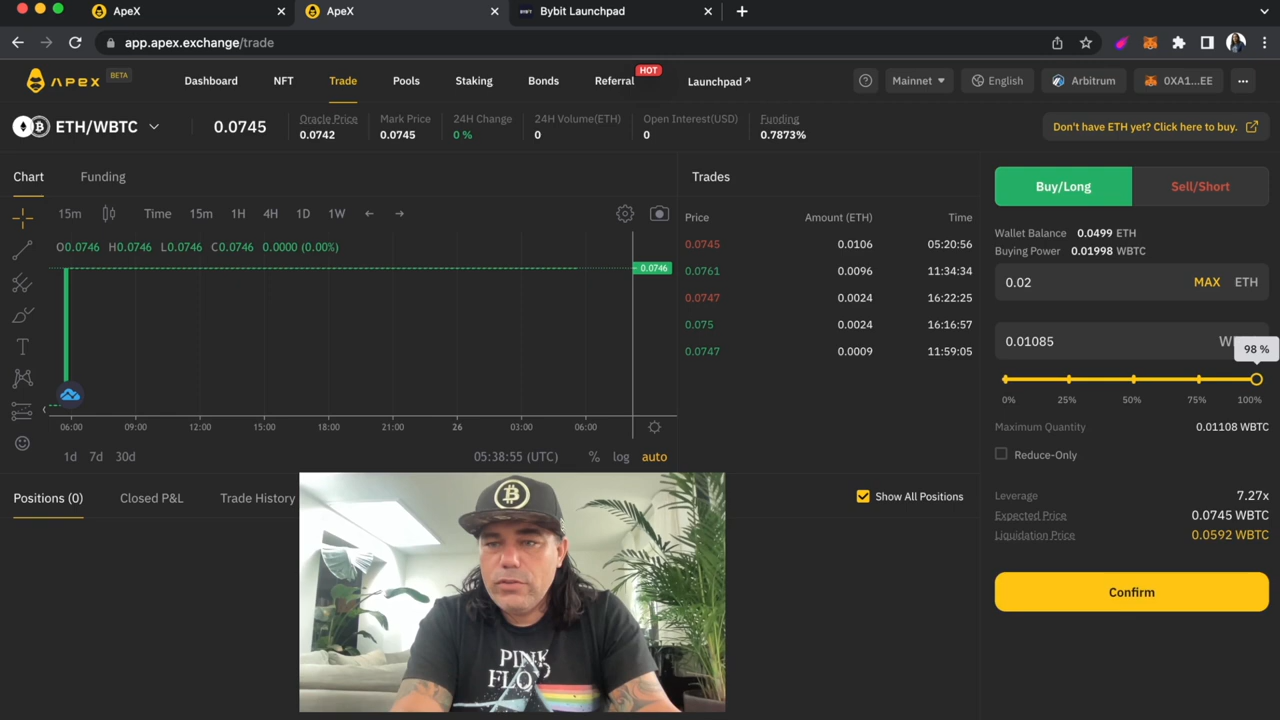 ApeX
ApeX
BYBIT Bybit Launchpad
app.apex.exchange/trade
APEX BETA
Dashboard
NFT
Trade
Pools
Staking
Bonds
Referral
HOT
Launchpad
Mainnet
English
Arbitrum
0XA1...EE
ETH/WBTC
0.0745
Oracle Price
0.0742
Mark Price
0.0745
24H Change
0 %
24H Volume(ETH)
0
Open Interest(USD)
0
Funding
0.7873%
Don't have ETH yet? Click here to buy.
Chart
Funding
15m
Time
15m
1H
4H
1D
1W
O0.0746 H0.0746 L0.0746 C0.0746 0.0000 (0.00%)
0.0746
06:00 09:00 12:00 15:00 18:00 21:00 26 03:00 06:00
1d 7d 30d
05:38:55 (UTC)
% log auto
Trades
Price Amount (ETH) Time
0.0745 0.0106 05:20:56
0.0761 0.0096 11:34:34
0.0747 0.0024 16:22:25
0.075 0.0024 16:16:57
0.0747 0.0009 11:59:05
Buy/Long
Sell/Short
Wallet Balance 0.0499 ETH
Buying Power 0.01998 WBTC
0.02 MAX ETH
0.01085
98 %
0% 25% 50% 75% 100%
Maximum Quantity 0.01108 WBTC
Reduce-Only
Leverage 7.27x
Expected Price 0.0745 WBTC
Liquidation Price 0.0592 WBTC
Confirm
Positions (0)
Closed P&L
Trade History
Show All Positions
PINK
FLO